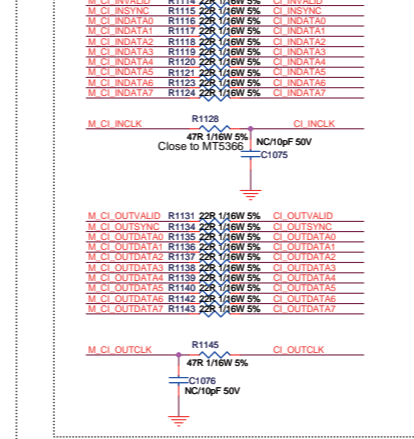 M_CI_INVALID R1114 22R 1/16W 5% CI_INVALID
M_CI_INSYNC R1115 22R 1/16W 5% CI_INSYNC
M_CI_INDATA0 R1116 22R 1/16W 5% CI_INDATA0
M_CI_INDATA1 R1117 22R 1/16W 5% CI_INDATA1
M_CI_INDATA2 R1118 22R 1/16W 5% CI_INDATA2
M_CI_INDATA3 R1119 22R 1/16W 5% CI_INDATA3
M_CI_INDATA4 R1120 22R 1/16W 5% CI_INDATA4
M_CI_INDATA5 R1121 22R 1/16W 5% CI_INDATA5
M_CI_INDATA6 R1123 22R 1/16W 5% CI_INDATA6
M_CI_INDATA7 R1124 22R 1/16W 5% CI_INDATA7
R1128
M_CI_INCLK CI_INCLK
47R 1/16W 5%
NC/10pF 50V
Close to MT5366
C1075
M_CI_OUTVALID R1131 22R 1/16W 5% CI_OUTVALID
M_CI_OUTSYNC R1134 22R 1/16W 5% CI_OUTSYNC
M_CI_OUTDATA0 R1135 22R 1/16W 5% CI_OUTDATA0
M_CI_OUTDATA1 R1136 22R 1/16W 5% CI_OUTDATA1
M_CI_OUTDATA2 R1137 22R 1/16W 5% CI_OUTDATA2
M_CI_OUTDATA3 R1138 22R 1/16W 5% CI_OUTDATA3
M_CI_OUTDATA4 R1139 22R 1/16W 5% CI_OUTDATA4
M_CI_OUTDATA5 R1140 22R 1/16W 5% CI_OUTDATA5
M_CI_OUTDATA6 R1142 22R 1/16W 5% CI_OUTDATA6
M_CI_OUTDATA7 R1143 22R 1/16W 5% CI_OUTDATA7
R1145
M_CI_OUTCLK CI_OUTCLK
47R 1/16W 5%
C1076
NC/10pF 50V